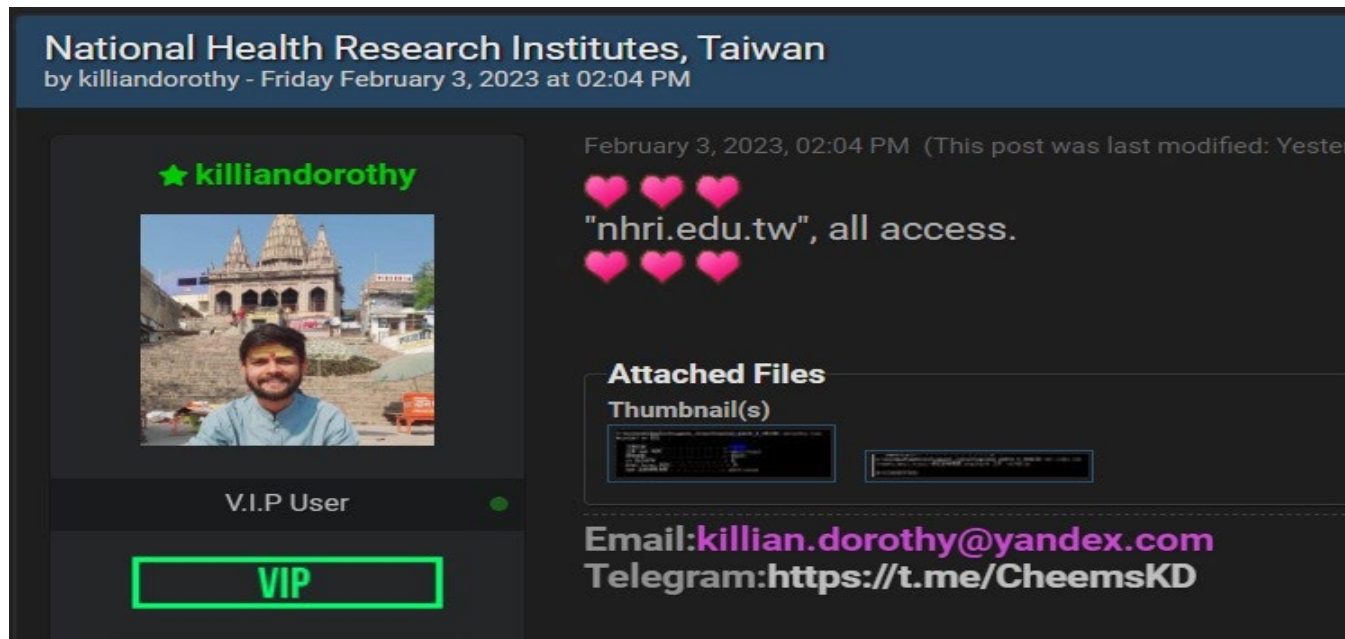 National Health Research Institutes, Taiwan
by killiandorothy - Friday February 3, 2023 at 02:04 PM
killiandorothy
V.I.P User
VIP
February 3, 2023, 02:04 PM (This post was last modified: Yester
"nhri.edu.tw", all access.
Attached Files
Thumbnail(s)
Email:killian.dorothy@yandex.com
Telegram:https://t.me/CheemsKD